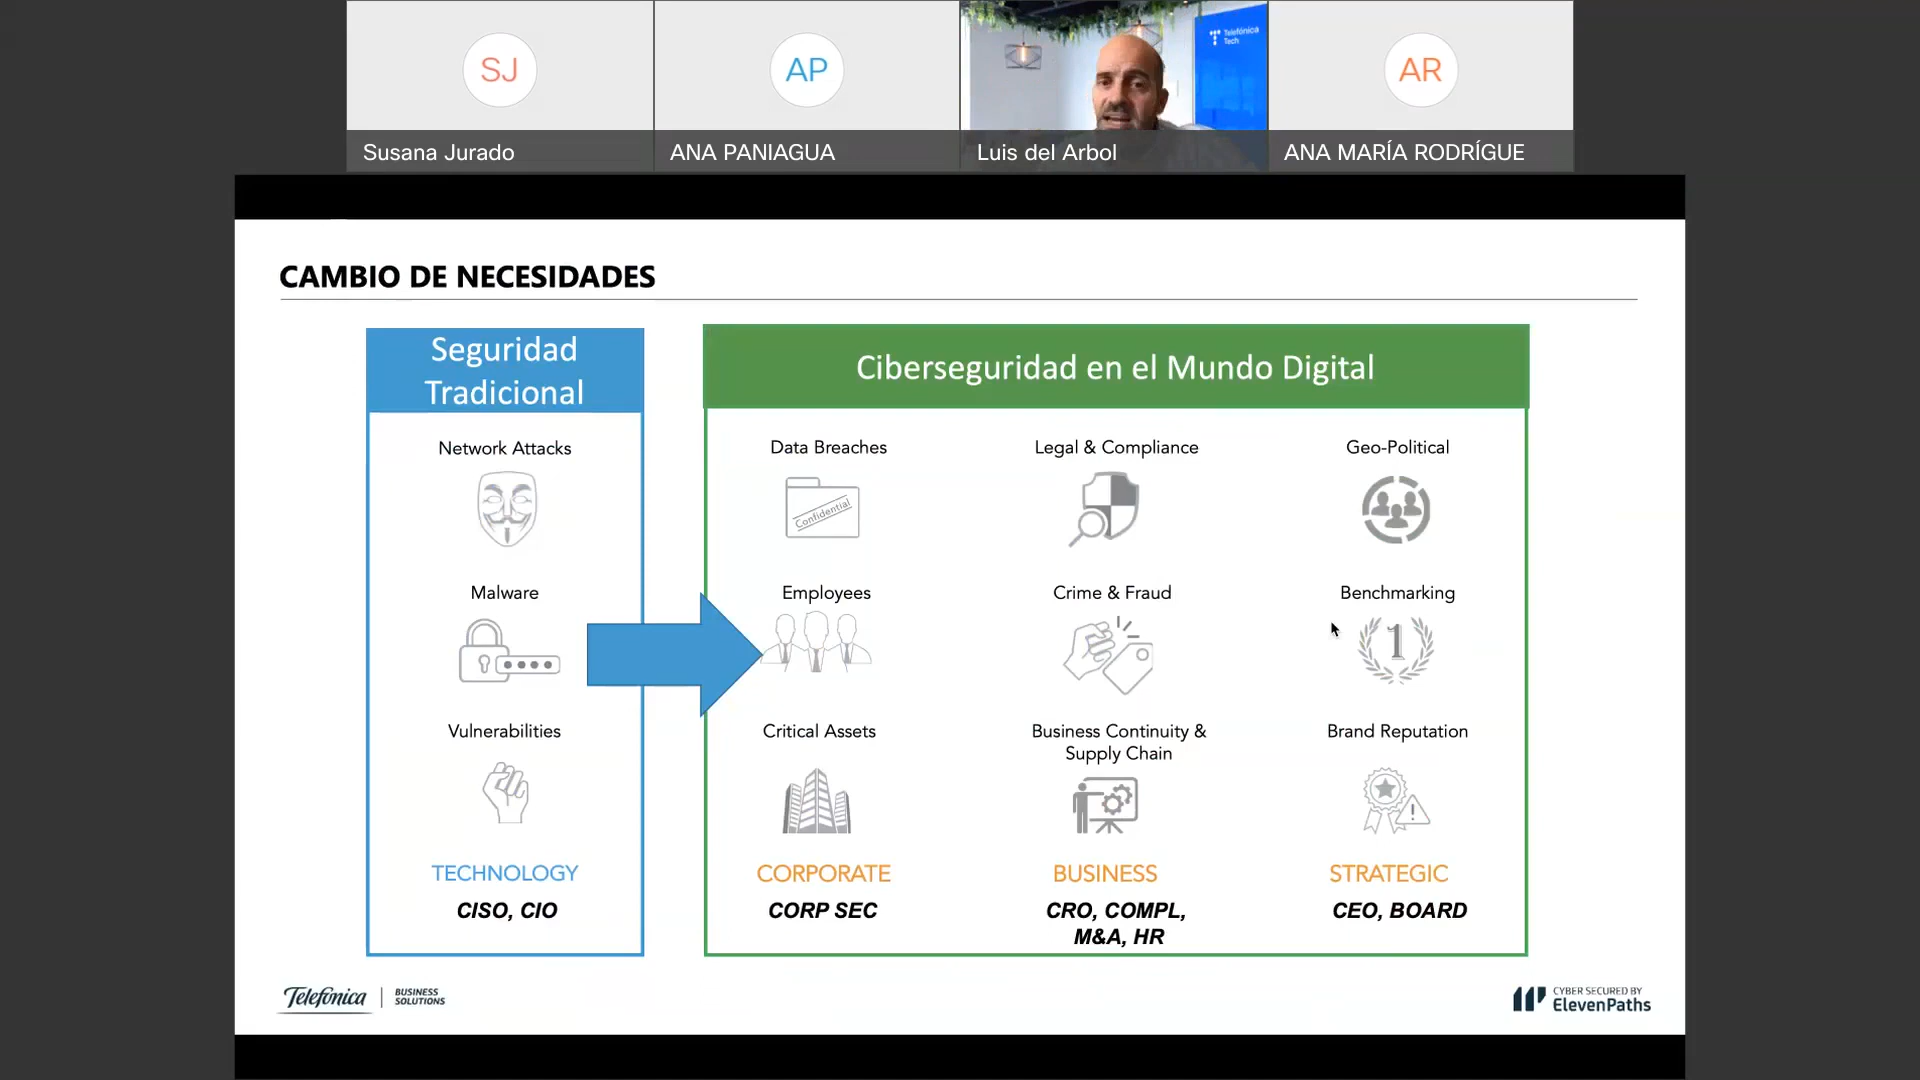 SJ
AP
Telefónica
Tech
AR
Susana Jurado
ANA PANIAGUA
Luis del Arbol
ANA MARÍA RODRÍGUE
CAMBIO DE NECESIDADES
Seguridad
Tradicional
Network Attacks
Malware
Vulnerabilities
TECHNOLOGY
CISO, CIO
Ciberseguridad en el Mundo Digital
Data Breaches
Confidential
Employees
Critical Assets
CORPORATE
CORP SEC
Legal & Compliance
Crime & Fraud
Business Continuity &
Supply Chain
BUSINESS
CRO, COMPL,
M&A, HR
Geo-Political
Benchmarking
1
Brand Reputation
STRATEGIC
CEO, BOARD
Telefónica
BUSINESS
SOLUTIONS
CYBER SECURED BY
ElevenPaths